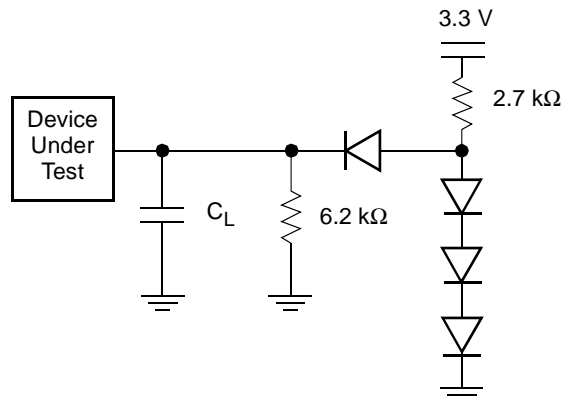 3.3 V
2.7 kΩ
Device
Under
Test
C_L
6.2 kΩ